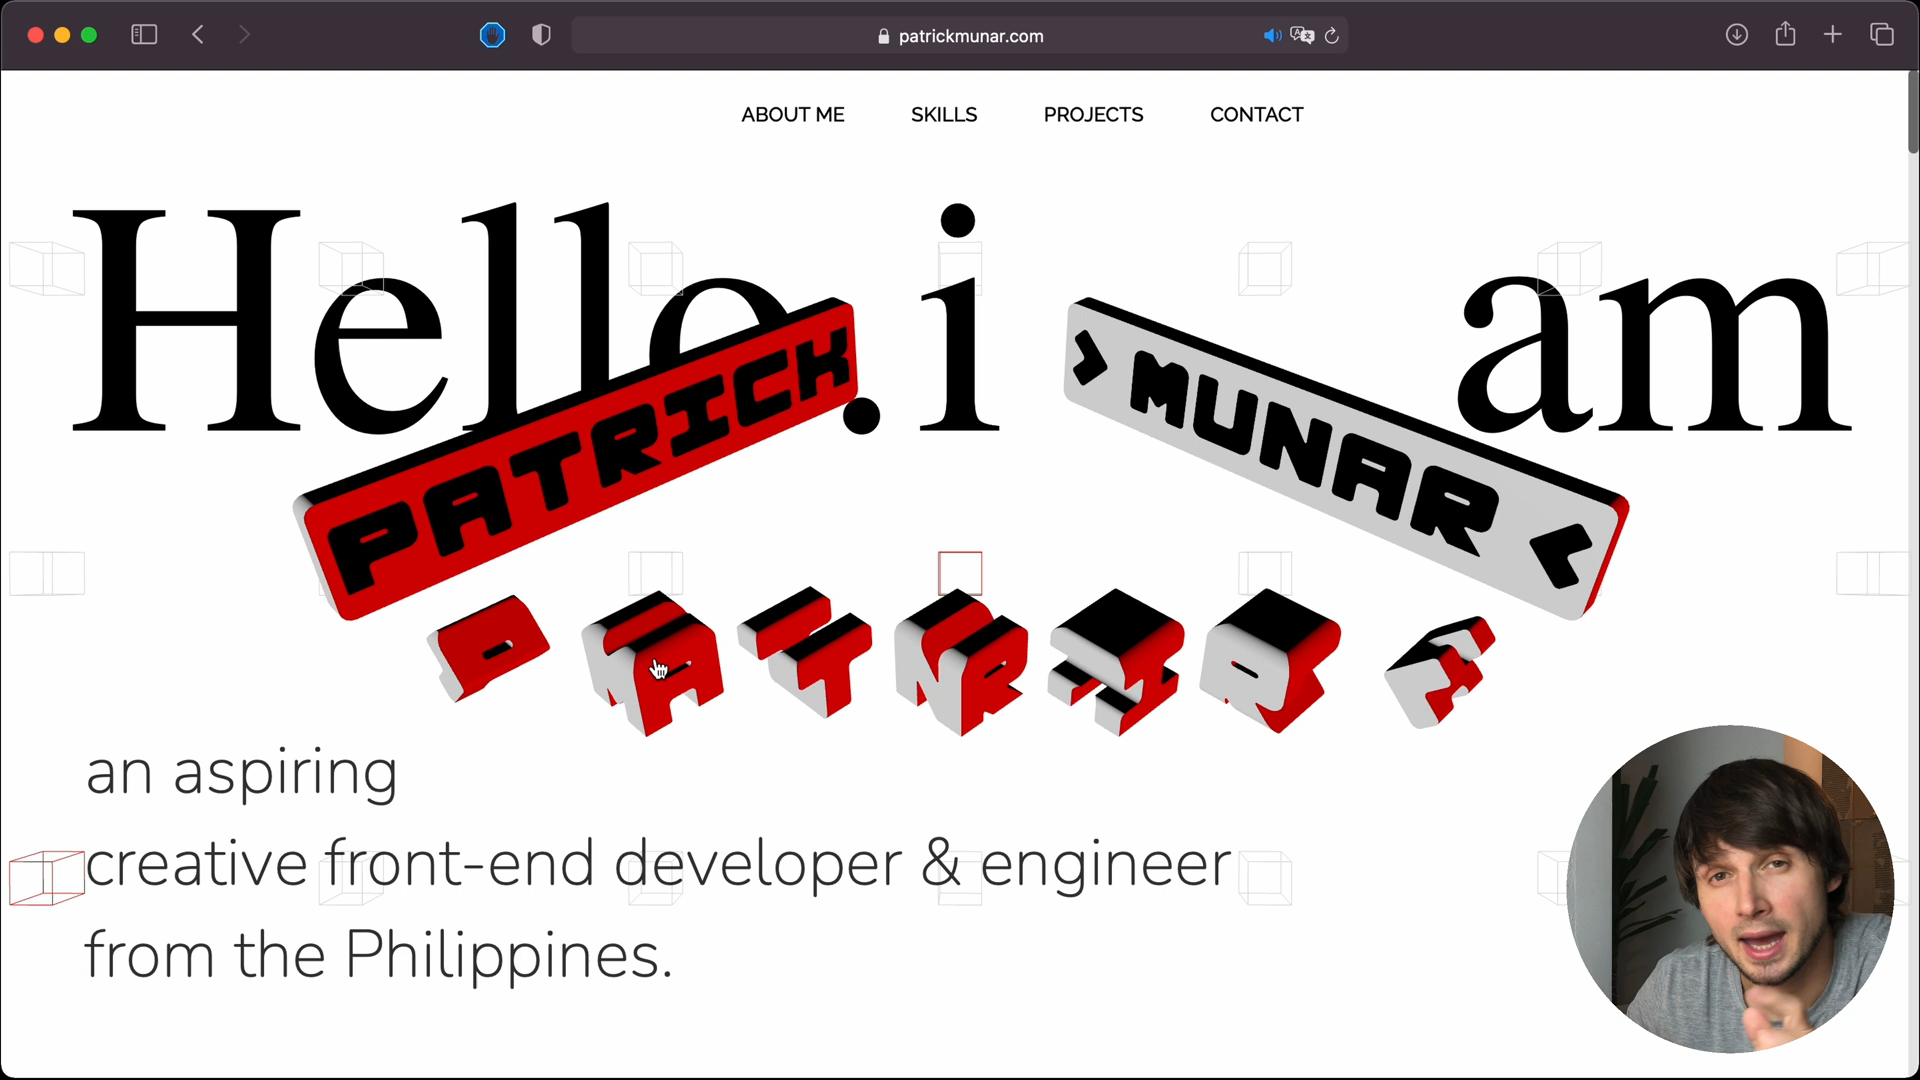 patrickmunar.com
ABOUT ME SKILLS PROJECTS CONTACT
Hello. i am
PATRICK
> MUNAR <
an aspiring
creative front-end developer & engineer
from the Philippines.